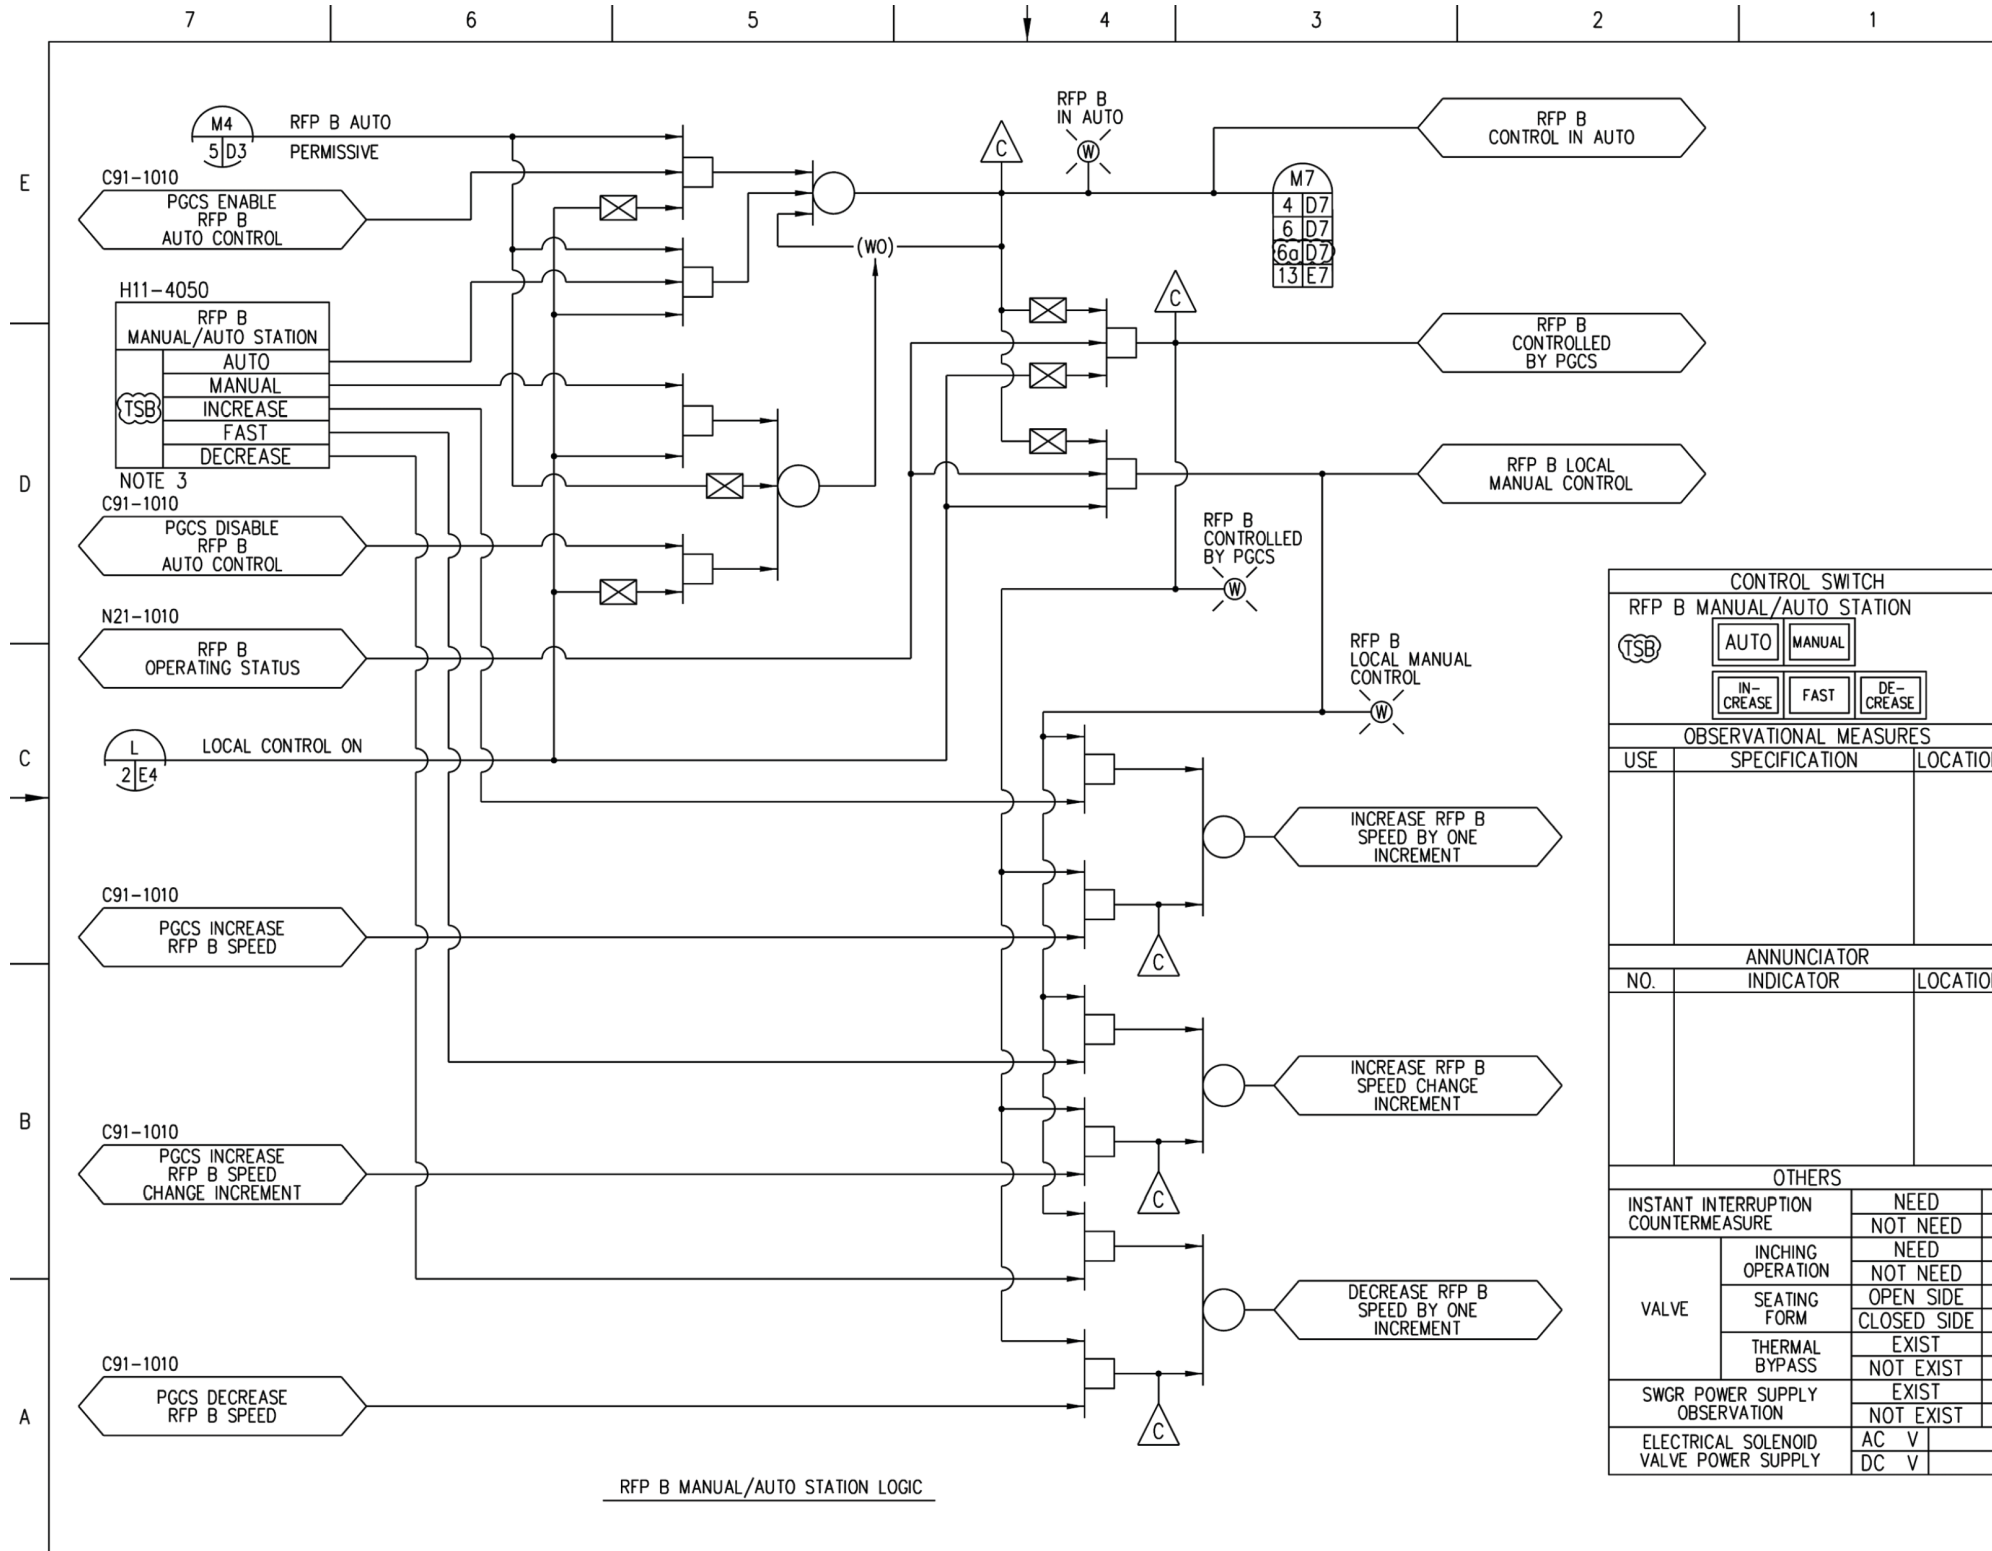 7 6 5 4 3 2 1
E
D
C
B
A
M4
5 D3
RFP B AUTO
PERMISSIVE
C91-1010
PGCS ENABLE
RFP B
AUTO CONTROL
H11-4050
RFP B
MANUAL/AUTO STATION
TSB
AUTO
MANUAL
INCREASE
FAST
DECREASE
NOTE 3
C91-1010
PGCS DISABLE
RFP B
AUTO CONTROL
N21-1010
RFP B
OPERATING STATUS
L
2 E4
LOCAL CONTROL ON
C91-1010
PGCS INCREASE
RFP B SPEED
C91-1010
PGCS INCREASE
RFP B SPEED
CHANGE INCREMENT
C91-1010
PGCS DECREASE
RFP B SPEED
(WO)
C
RFP B
IN AUTO
W
M7
4 D7
6 D7
6a D7
13 E7
RFP B
CONTROL IN AUTO
C
RFP B
CONTROLLED
BY PGCS
RFP B LOCAL
MANUAL CONTROL
RFP B
CONTROLLED
BY PGCS
W
RFP B
LOCAL MANUAL
CONTROL
W
INCREASE RFP B
SPEED BY ONE
INCREMENT
C
INCREASE RFP B
SPEED CHANGE
INCREMENT
C
DECREASE RFP B
SPEED BY ONE
INCREMENT
C
CONTROL SWITCH
RFP B MANUAL/AUTO STATION
TSB
AUTO MANUAL
IN-
CREASE
FAST
DE-
CREASE
OBSERVATIONAL MEASURES
USE SPECIFICATION LOCATIO
ANNUNCIATOR
NO. INDICATOR LOCATIO
OTHERS
INSTANT INTERRUPTION
COUNTERMEASURE
NEED
NOT NEED
VALVE
INCHING
OPERATION
NEED
NOT NEED
SEATING
FORM
OPEN SIDE
CLOSED SIDE
THERMAL
BYPASS
EXIST
NOT EXIST
SWGR POWER SUPPLY
OBSERVATION
EXIST
NOT EXIST
ELECTRICAL SOLENOID
VALVE POWER SUPPLY
AC V
DC V
RFP B MANUAL/AUTO STATION LOGIC